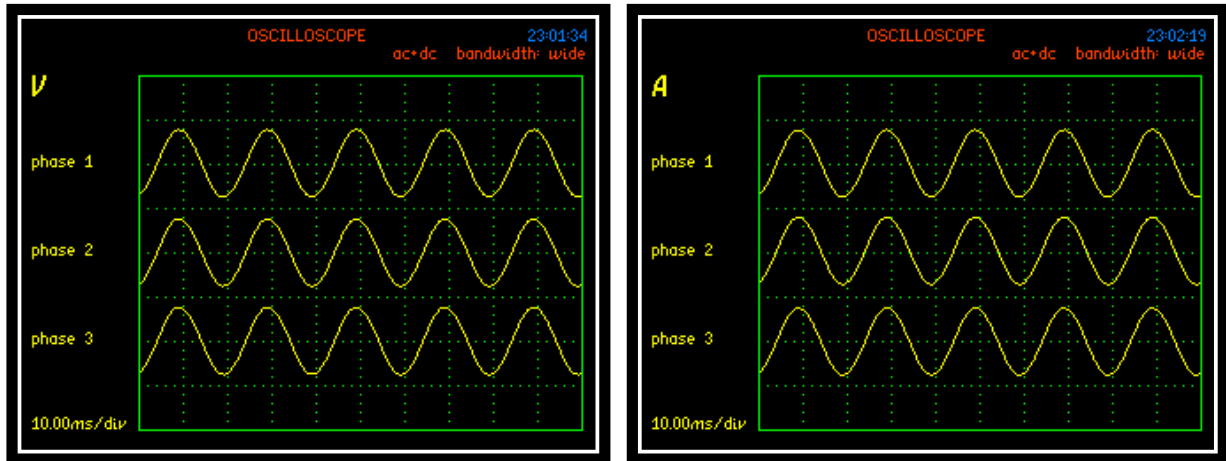 OSCILLOSCOPE 23:01:34
ac+dc bandwidth: wide
V
phase 1
phase 2
phase 3
10.00ms/div
OSCILLOSCOPE 23:02:19
ac+dc bandwidth: wide
A
phase 1
phase 2
phase 3
10.00ms/div